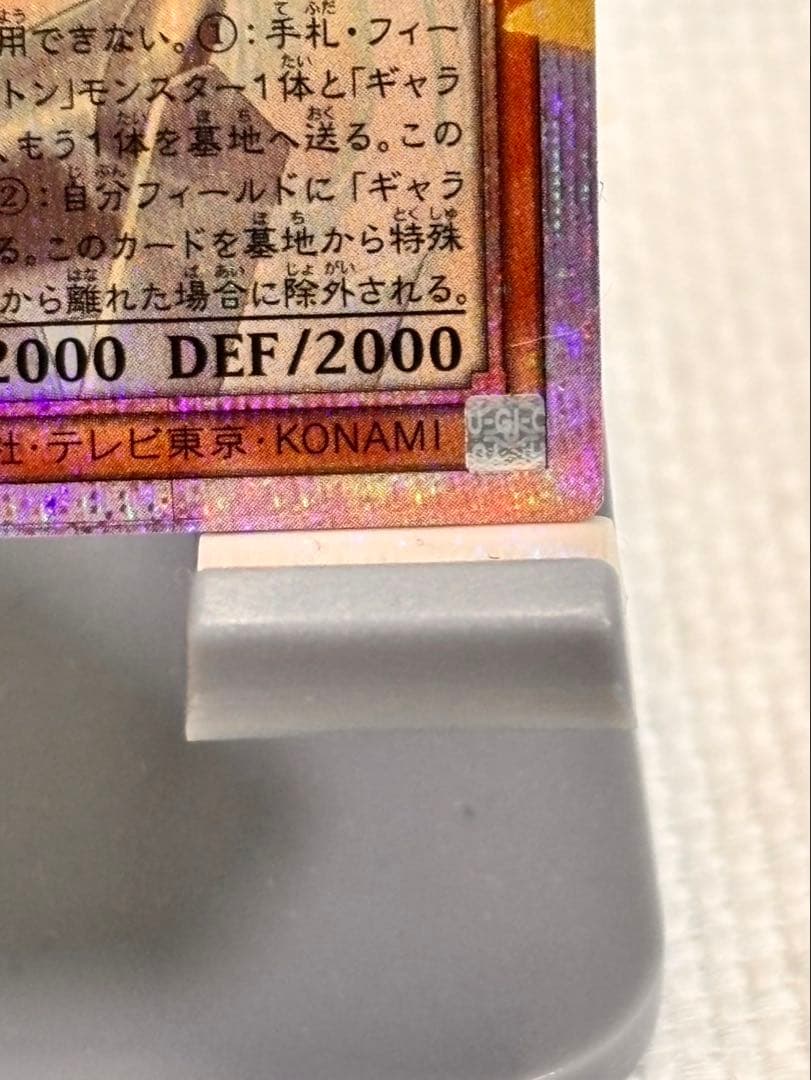 用できない。①：手札・フィー
トン」モンスター１体と「ギャラ
、もう１体を墓地へ送る。この
②：自分フィールドに「ギャラ
る。このカードを墓地から特殊
から離れた場合に除外される。
2000 DEF/2000
社・テレビ東京・KONAMI